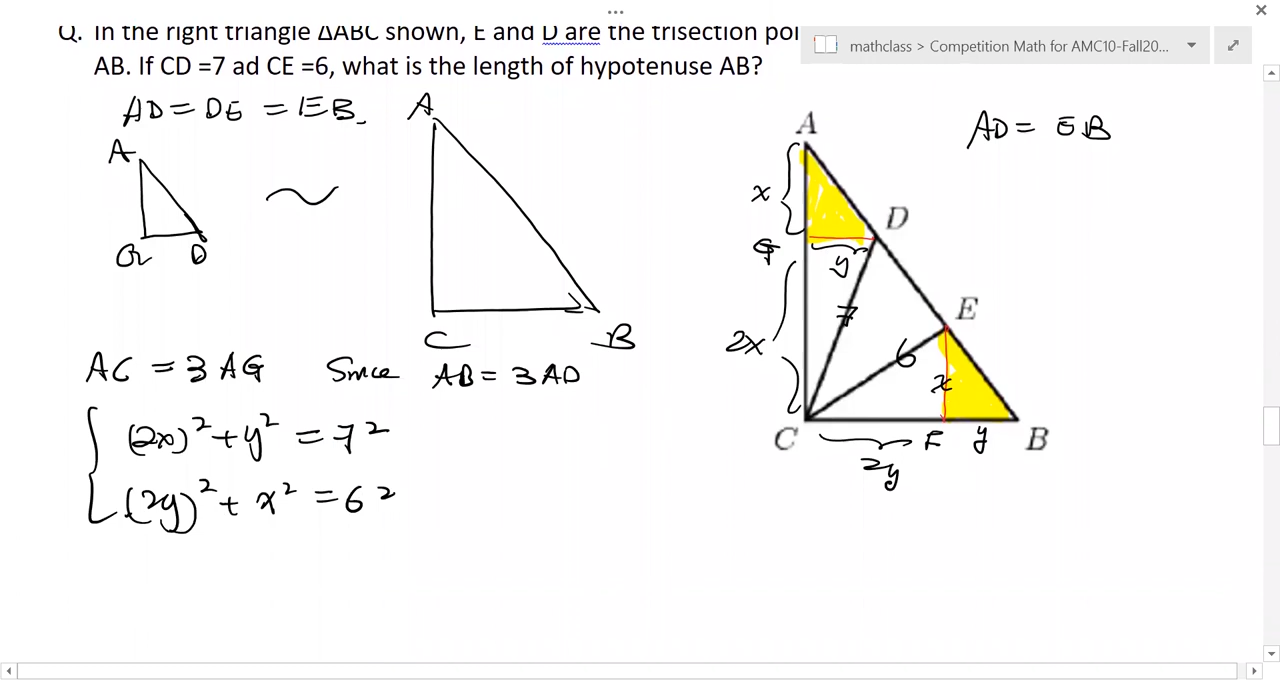 ...
Q. In the right triangle ΔABC shown, E and D are the trisection poi
AB. If CD =7 ad CE =6, what is the length of hypotenuse AB?
mathclass > Competition Math for AMC10-Fall20...
AD = DE = EB.
A
G D
~
A
C B
AC = 3 AG Since AB = 3 AD
(2x)² + y² = 7²
(2y)² + x² = 6²
AD = EB
A
x
D
G
y
E
7
2x
6
x
C
F
y
B
2y